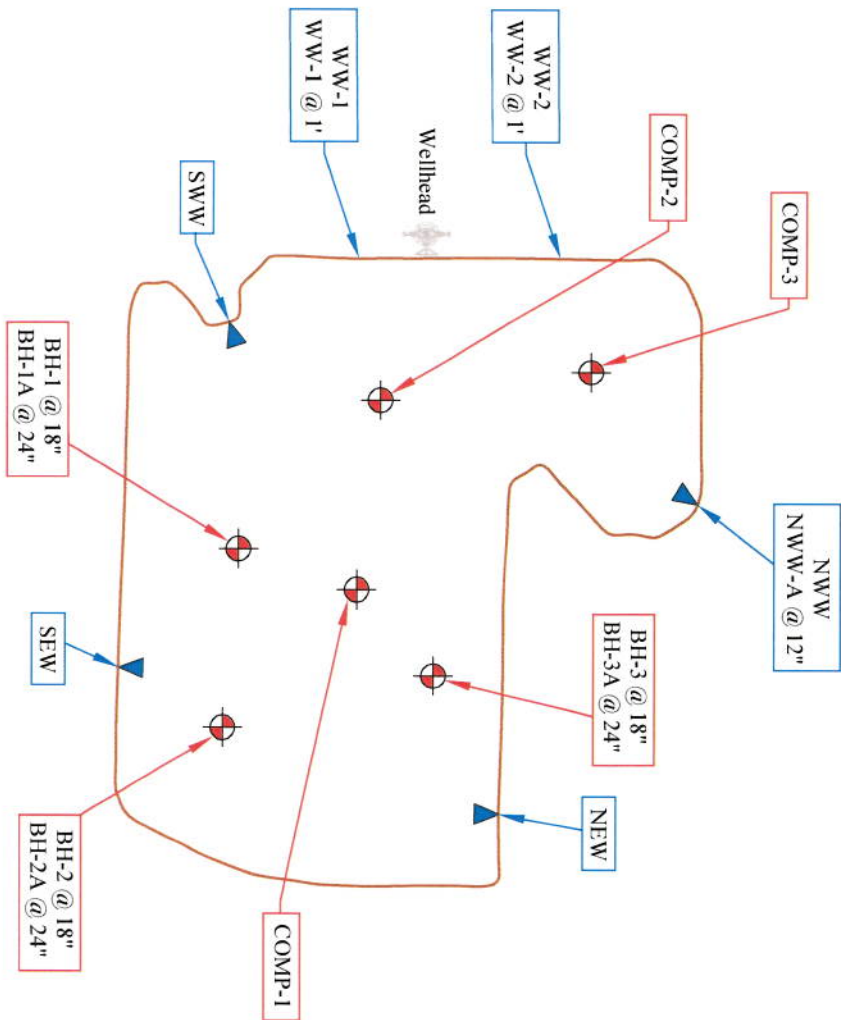 WW-1
WW-1 @ 1'
WW-2
WW-2 @ 1'
Wellhead
COMP-2
COMP-3
SWW
BH-1 @ 18"
BH-1A @ 24"
NWW
NWW-A @ 12"
BH-3 @ 18"
BH-3A @ 24"
SEW
NEW
BH-2 @ 18"
BH-2A @ 24"
COMP-1